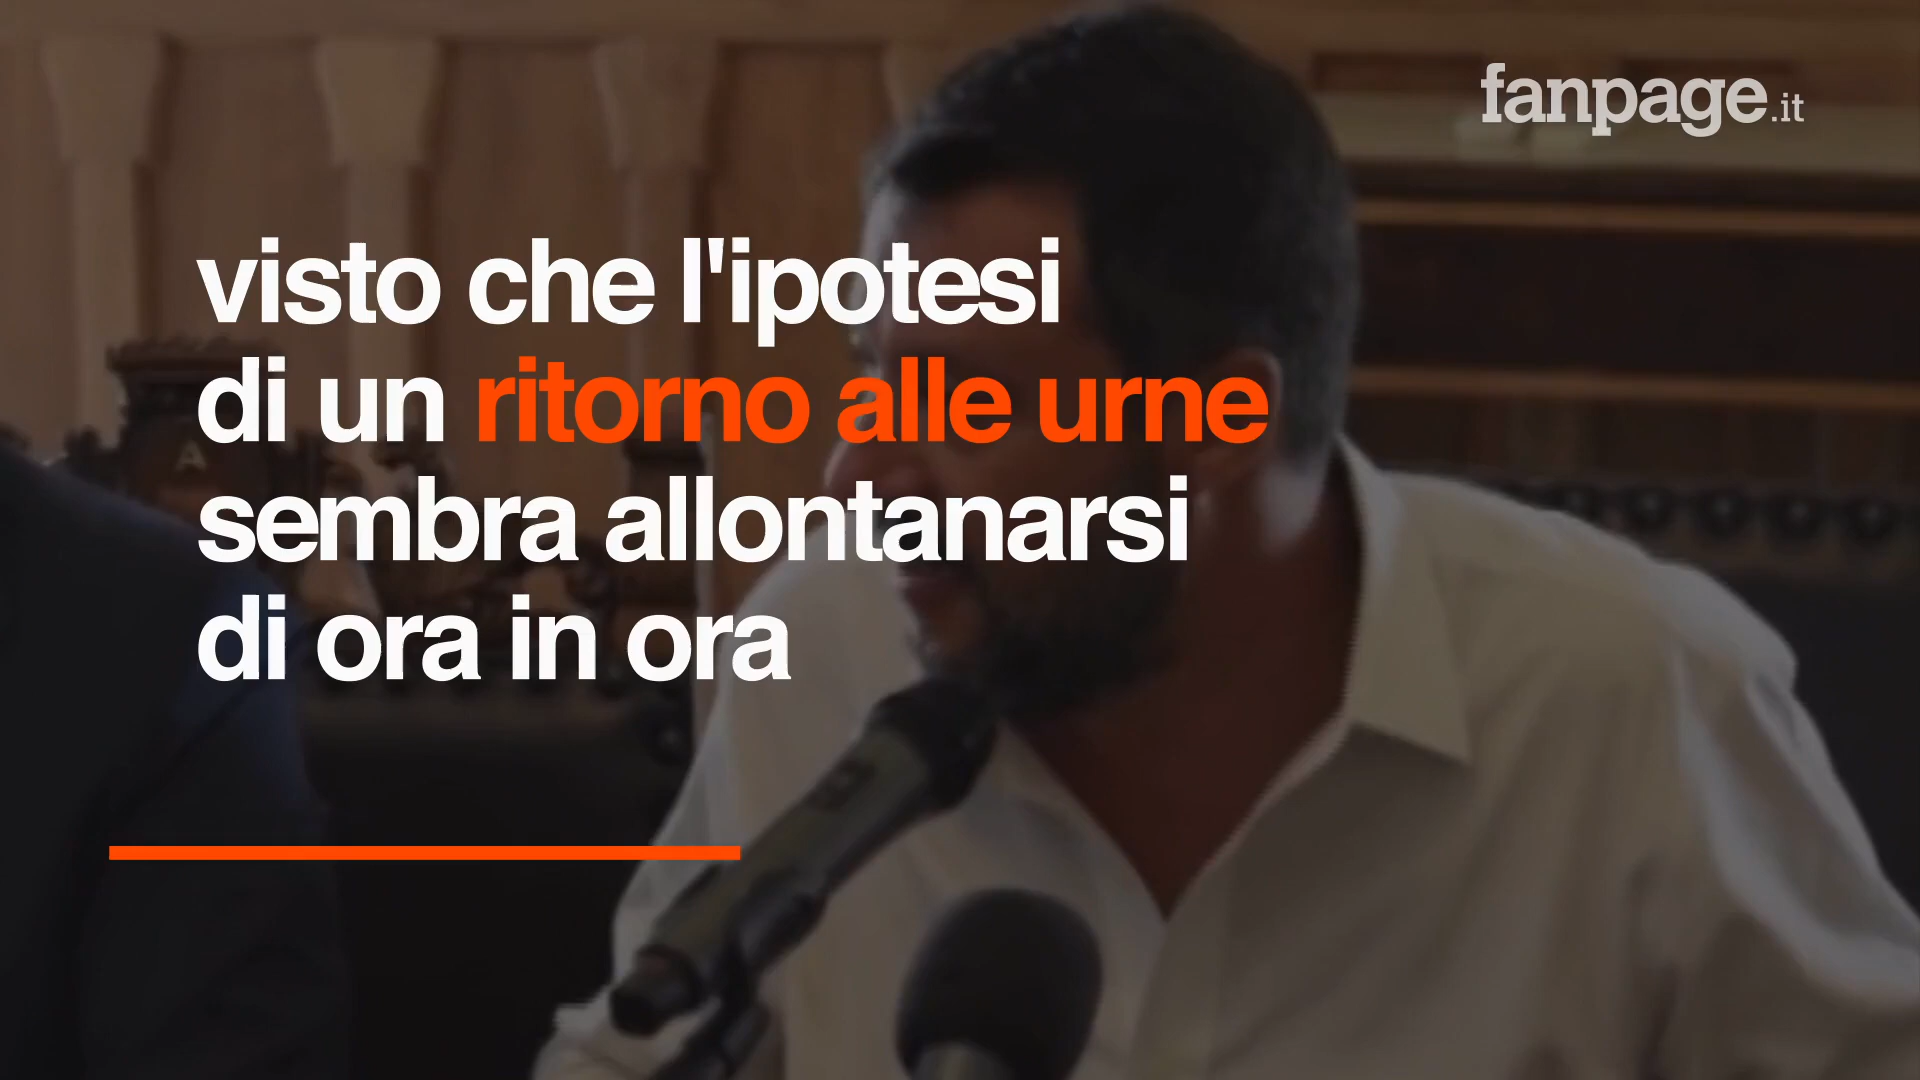 fanpage.it
visto che l'ipotesi
di un ritorno alle urne
sembra allontanarsi
di ora in ora